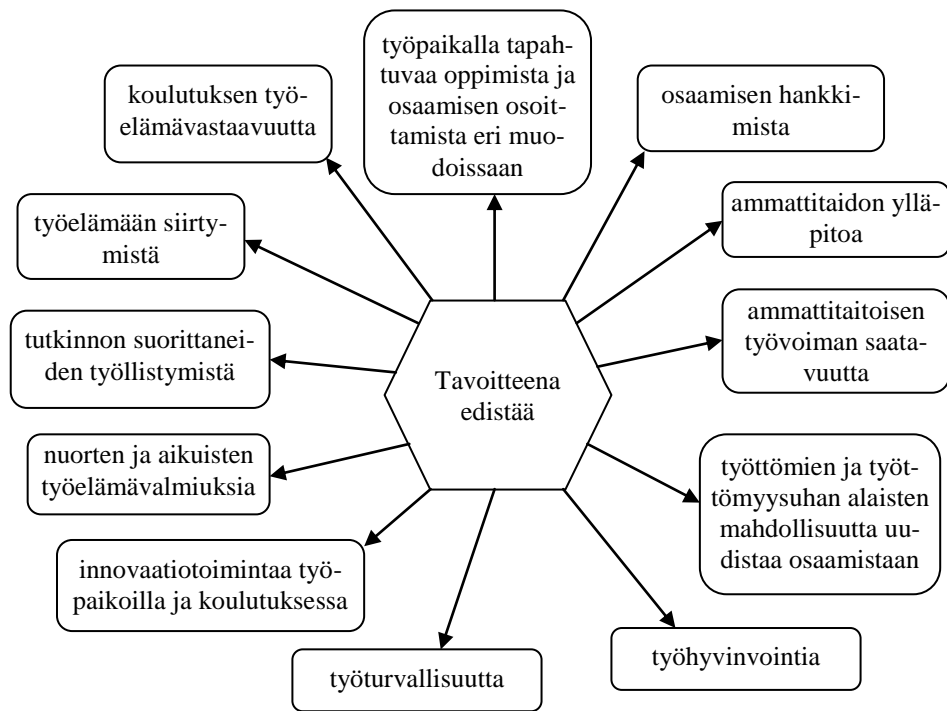 työpaikalla tapah-
tuvaa oppimista ja
osaamisen osoit-
tamista eri muo-
doissaan
koulutuksen työ-
elämävastaavuutta
osaamisen hankki-
mista
työelämään siirty-
mistä
ammattitaidon yllä-
pitoa
tutkinnon suorittanei-
den työllistymistä
ammattitaitoisen
työvoiman saata-
vuutta
Tavoitteena
edistää
nuorten ja aikuisten
työelämävalmiuksia
työttömien ja työt-
tömyysuhan alaisten
mahdollisuutta uu-
distaa osaamistaan
innovaatiotoimintaa työ-
paikoilla ja koulutuksessa
työhyvinvointia
työturvallisuutta